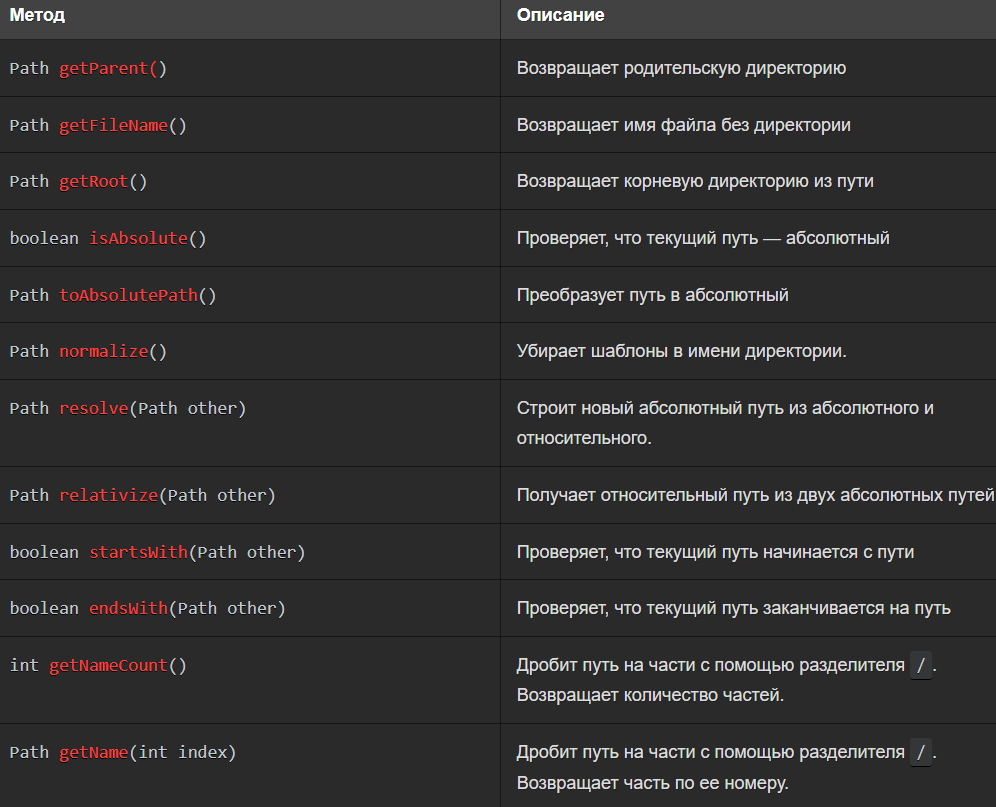 Метод Описание
Path getParent() Возвращает родительскую директорию
Path getFileName() Возвращает имя файла без директории
Path getRoot() Возвращает корневую директорию из пути
boolean isAbsolute() Проверяет, что текущий путь — абсолютный
Path toAbsolutePath() Преобразует путь в абсолютный
Path normalize() Убирает шаблоны в имени директории.
Path resolve(Path other) Строит новый абсолютный путь из абсолютного и
относительного.
Path relativize(Path other) Получает относительный путь из двух абсолютных путей
boolean startsWith(Path other) Проверяет, что текущий путь начинается с пути
boolean endsWith(Path other) Проверяет, что текущий путь заканчивается на путь
int getNameCount() Дробит путь на части с помощью разделителя /.
Возвращает количество частей.
Path getName(int index) Дробит путь на части с помощью разделителя /.
Возвращает часть по ее номеру.